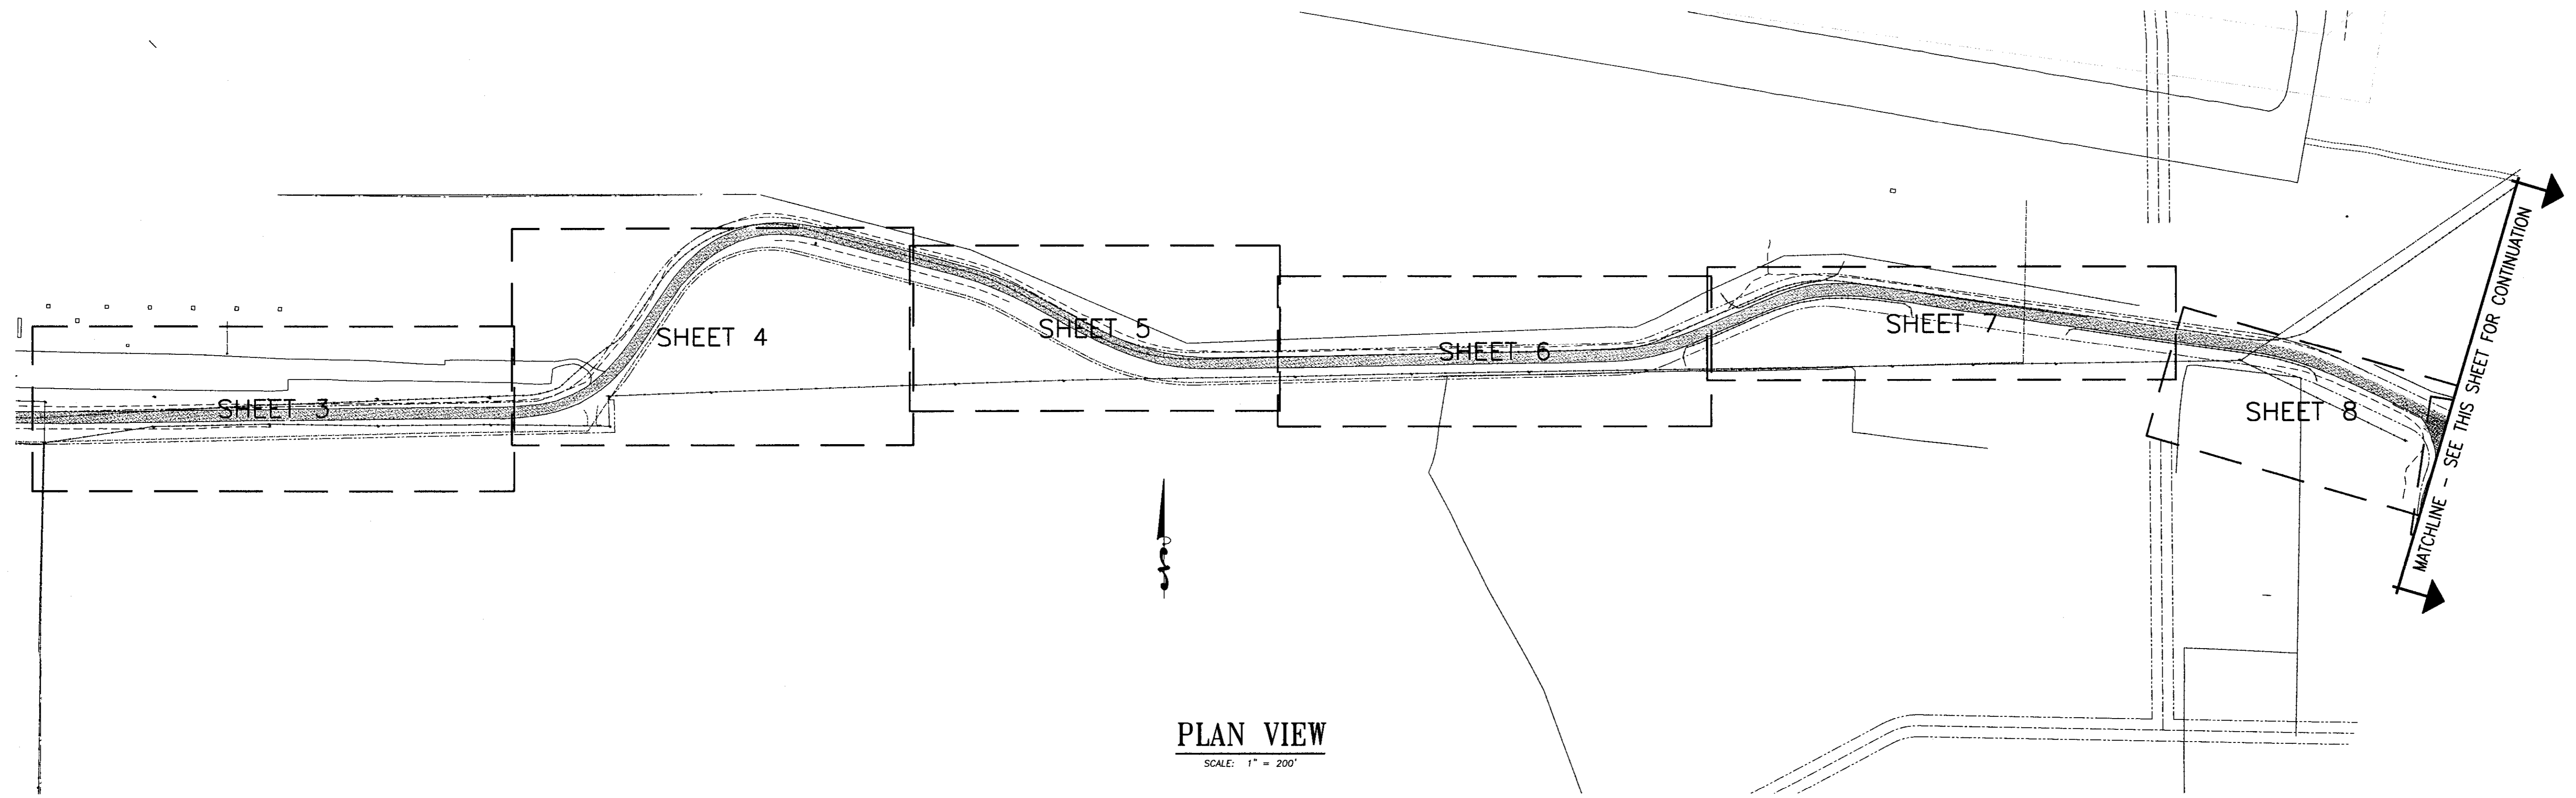 SHEET 3
SHEET 4
SHEET 5
SHEET 6
SHEET 7
SHEET 8
MATCHLINE - SEE THIS SHEET FOR CONTINUATION
PLAN VIEW
SCALE: 1" = 200'